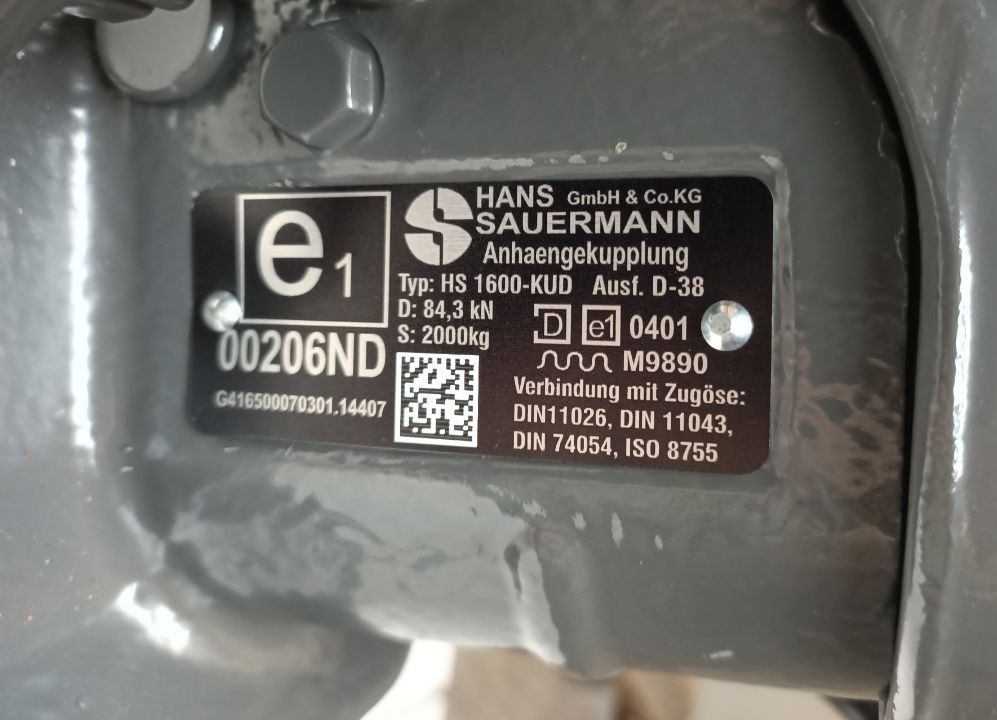 e1
00206ND
G416500070301.14407
HANS GmbH & Co.KG
SAUERMANN
Anhaengekupplung
Typ: HS 1600-KUD Ausf. D-38
D: 84,3 kN
S: 2000kg
D e1 0401
M9890
Verbindung mit Zugöse:
DIN11026, DIN 11043,
DIN 74054, ISO 8755